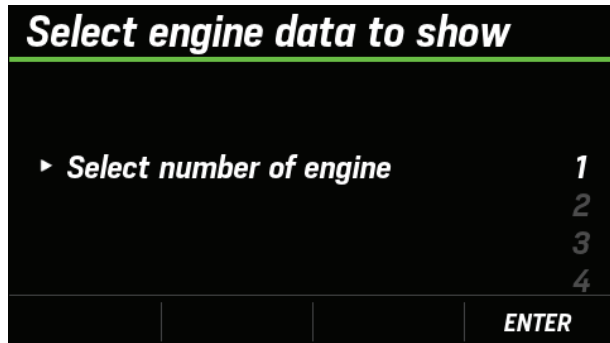 Select engine data to show
▸ Select number of engine 1
2
3
4
ENTER